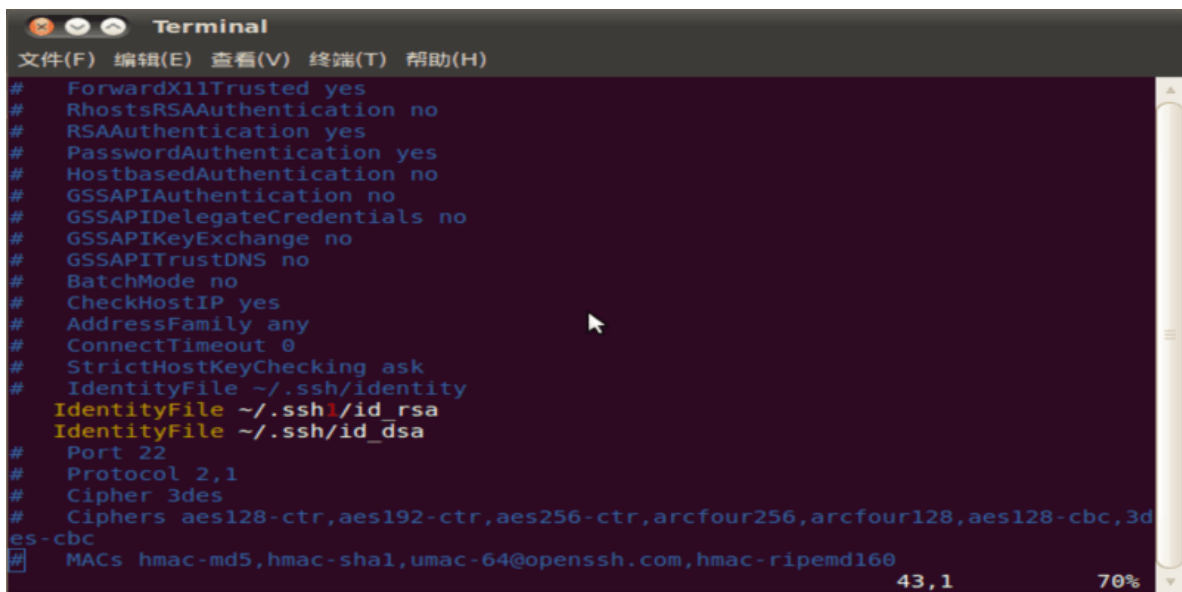 Terminal
文件(F) 编辑(E) 查看(V) 终端(T) 帮助(H)
#   ForwardX11Trusted yes
#   RhostsRSAAuthentication no
#   RSAAuthentication yes
#   PasswordAuthentication yes
#   HostbasedAuthentication no
#   GSSAPIAuthentication no
#   GSSAPIDelegateCredentials no
#   GSSAPIKeyExchange no
#   GSSAPITrustDNS no
#   BatchMode no
#   CheckHostIP yes
#   AddressFamily any
#   ConnectTimeout 0
#   StrictHostKeyChecking ask
#   IdentityFile ~/.ssh/identity
   IdentityFile ~/.ssh1/id_rsa
   IdentityFile ~/.ssh/id_dsa
#   Port 22
#   Protocol 2,1
#   Cipher 3des
#   Ciphers aes128-ctr,aes192-ctr,aes256-ctr,arcfour256,arcfour128,aes128-cbc,3d
es-cbc
#   MACs hmac-md5,hmac-sha1,umac-64@openssh.com,hmac-ripemd160
43,1 70%